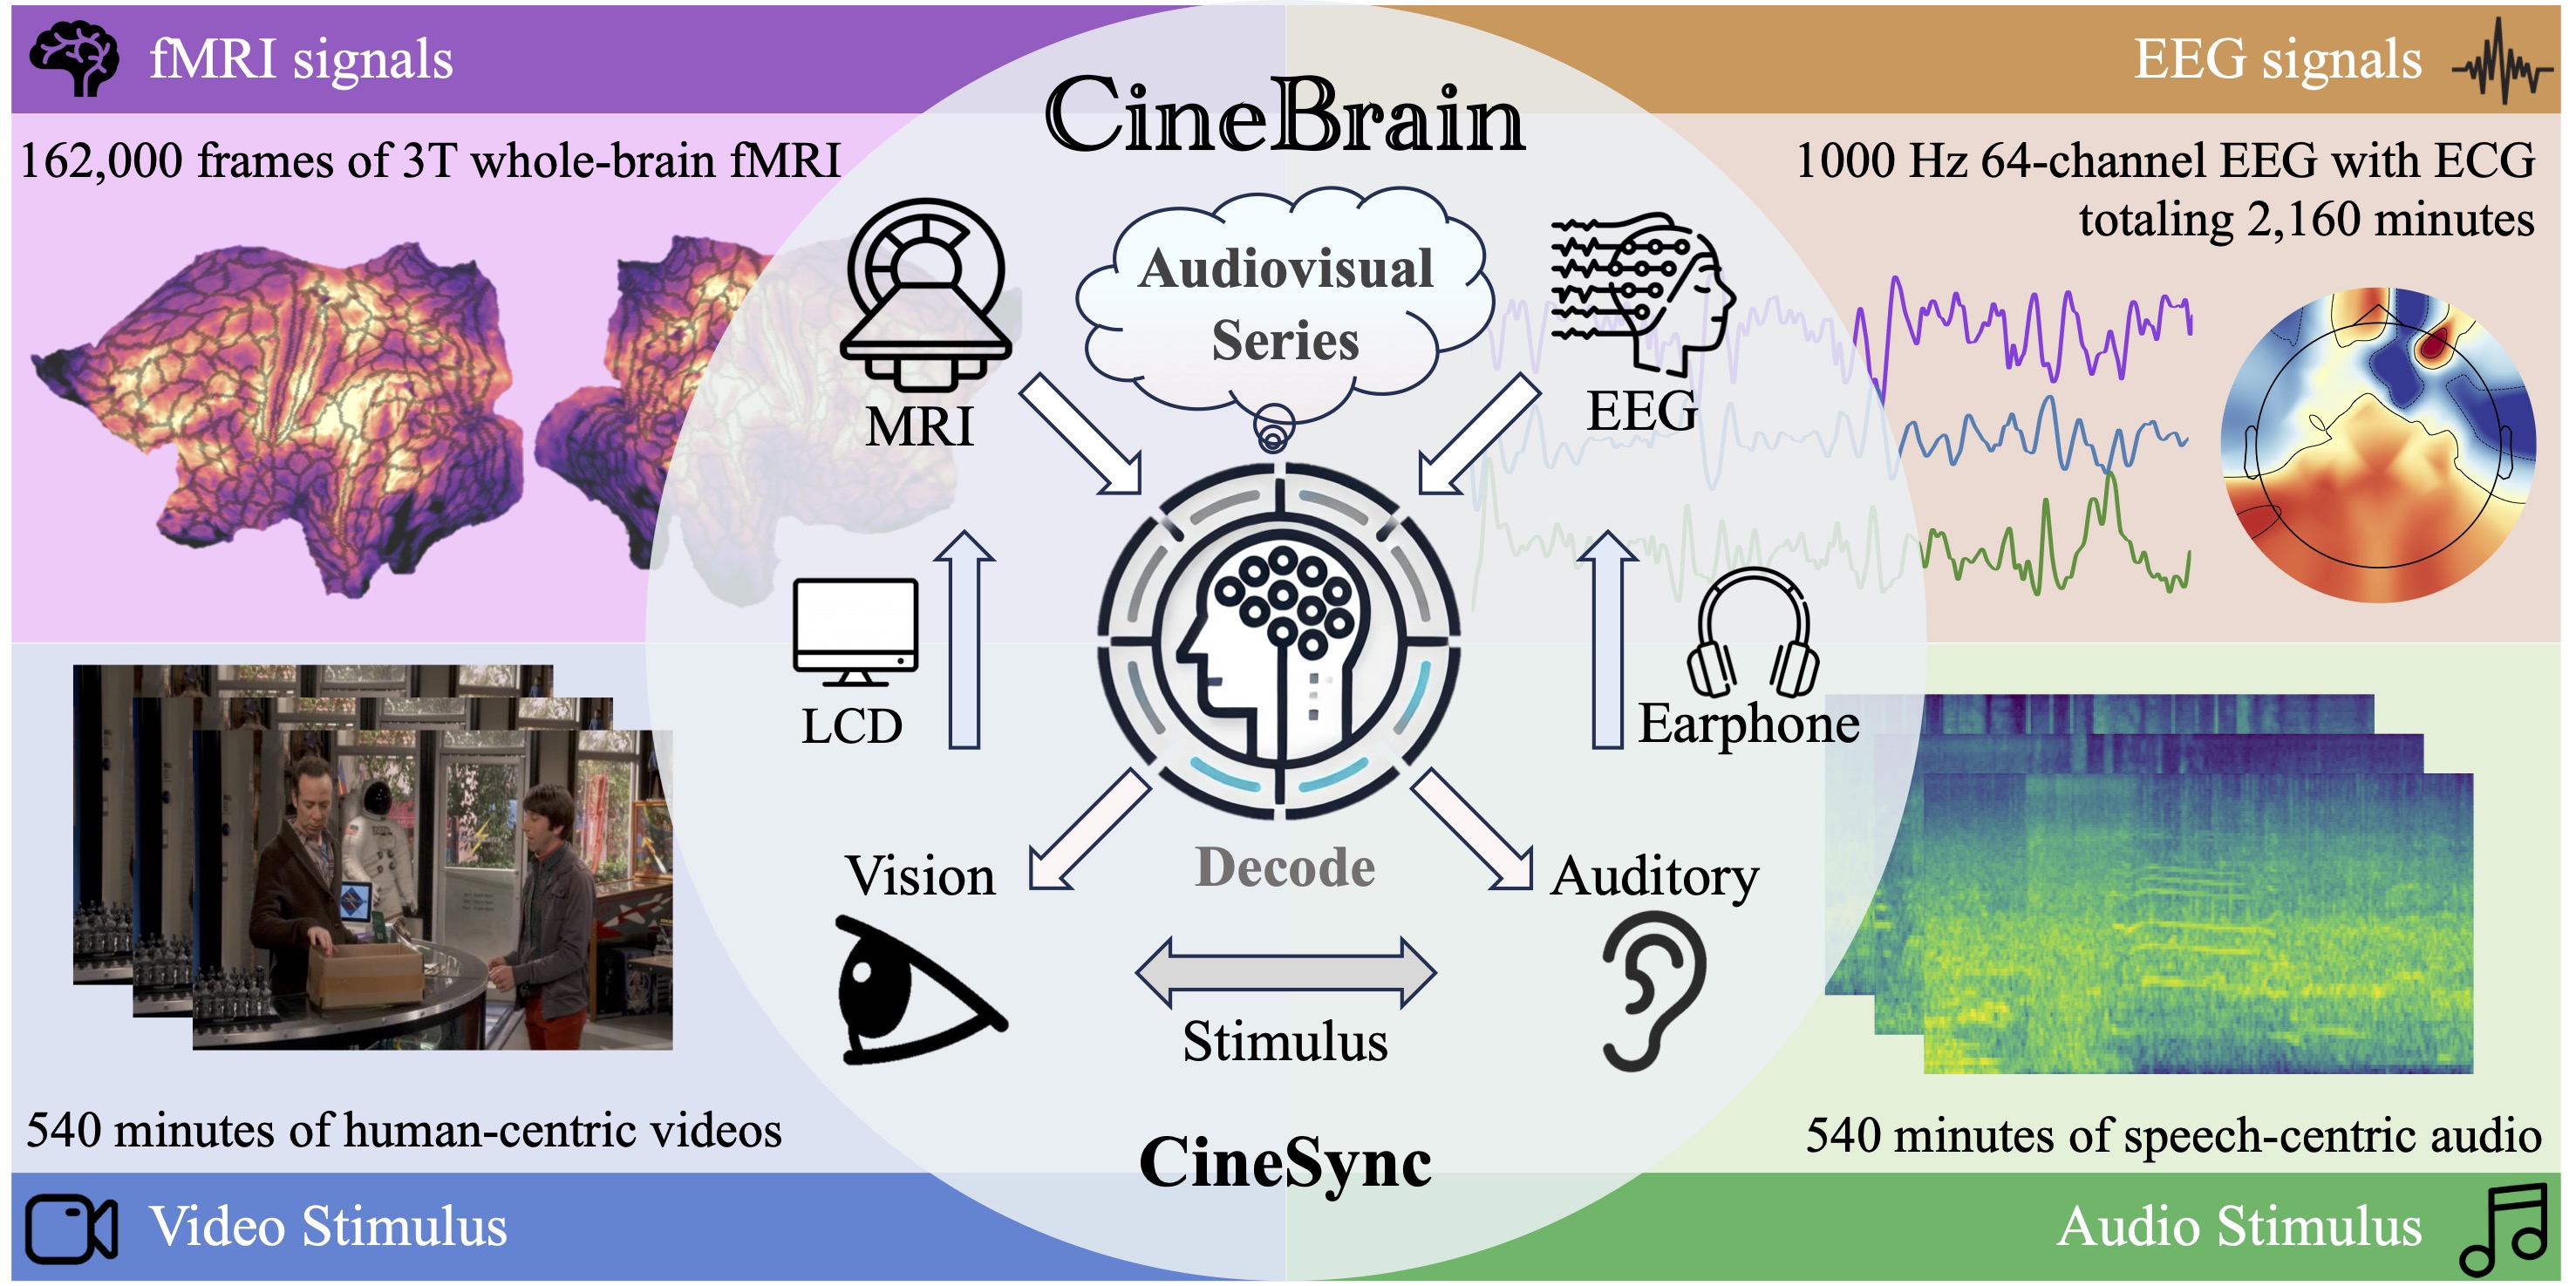 fMRI signals
EEG signals
CineBrain
162,000 frames of 3T whole-brain fMRI
1000 Hz 64-channel EEG with ECG
totaling 2,160 minutes
Audiovisual
Series
MRI
EEG
LCD
Earphone
Vision
Decode
Auditory
Stimulus
540 minutes of human-centric videos
540 minutes of speech-centric audio
CineSync
Video Stimulus
Audio Stimulus